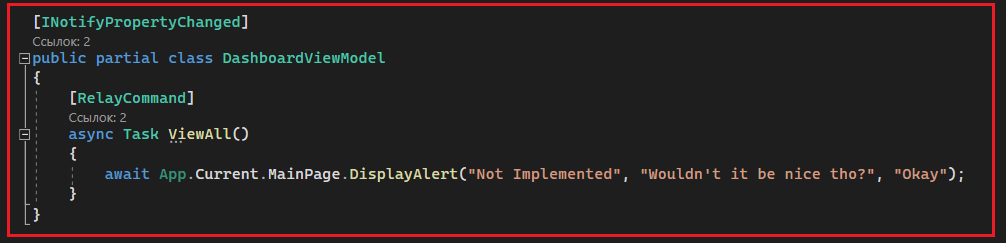 [INotifyPropertyChanged]
Ссылок: 2
public partial class DashboardViewModel
{
[RelayCommand]
Ссылок: 2
async Task ViewAll()
{
await App.Current.MainPage.DisplayAlert("Not Implemented", "Wouldn't it be nice tho?", "Okay");
}
}